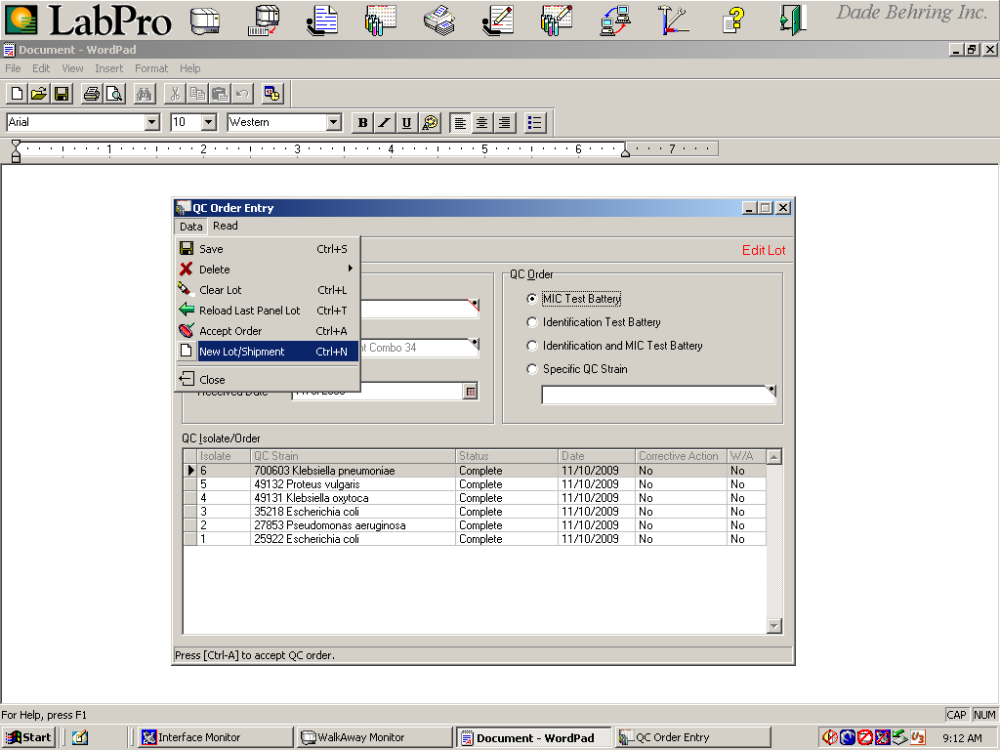 LabPro Dade Behring Inc.
Document - WordPad
File Edit View Insert Format Help
Arial 10 Western B I U
1 2 3 4 5 6 7
QC Order Entry
Data Read
Edit Lot
Save Ctrl+S
Delete
Clear Lot Ctrl+L
Reload Last Panel Lot Ctrl+T
Accept Order Ctrl+A
New Lot/Shipment Ctrl+N
Close
Combo 34
Received Date
QC Order
MIC Test Battery
Identification Test Battery
Identification and MIC Test Battery
Specific QC Strain
QC Isolate/Order
Isolate QC Strain Status Date Corrective Action W/A
6 700603 Klebsiella pneumoniae Complete 11/10/2009 No No
5 49132 Proteus vulgaris Complete 11/10/2009 No No
4 49131 Klebsiella oxytoca Complete 11/10/2009 No No
3 35218 Escherichia coli Complete 11/10/2009 No No
2 27853 Pseudomonas aeruginosa Complete 11/10/2009 No No
1 25922 Escherichia coli Complete 11/10/2009 No No
Press [Ctrl-A] to accept QC order.
For Help, press F1 CAP NUM
Start Interface Monitor WalkAway Monitor Document - WordPad QC Order Entry 9:12 AM